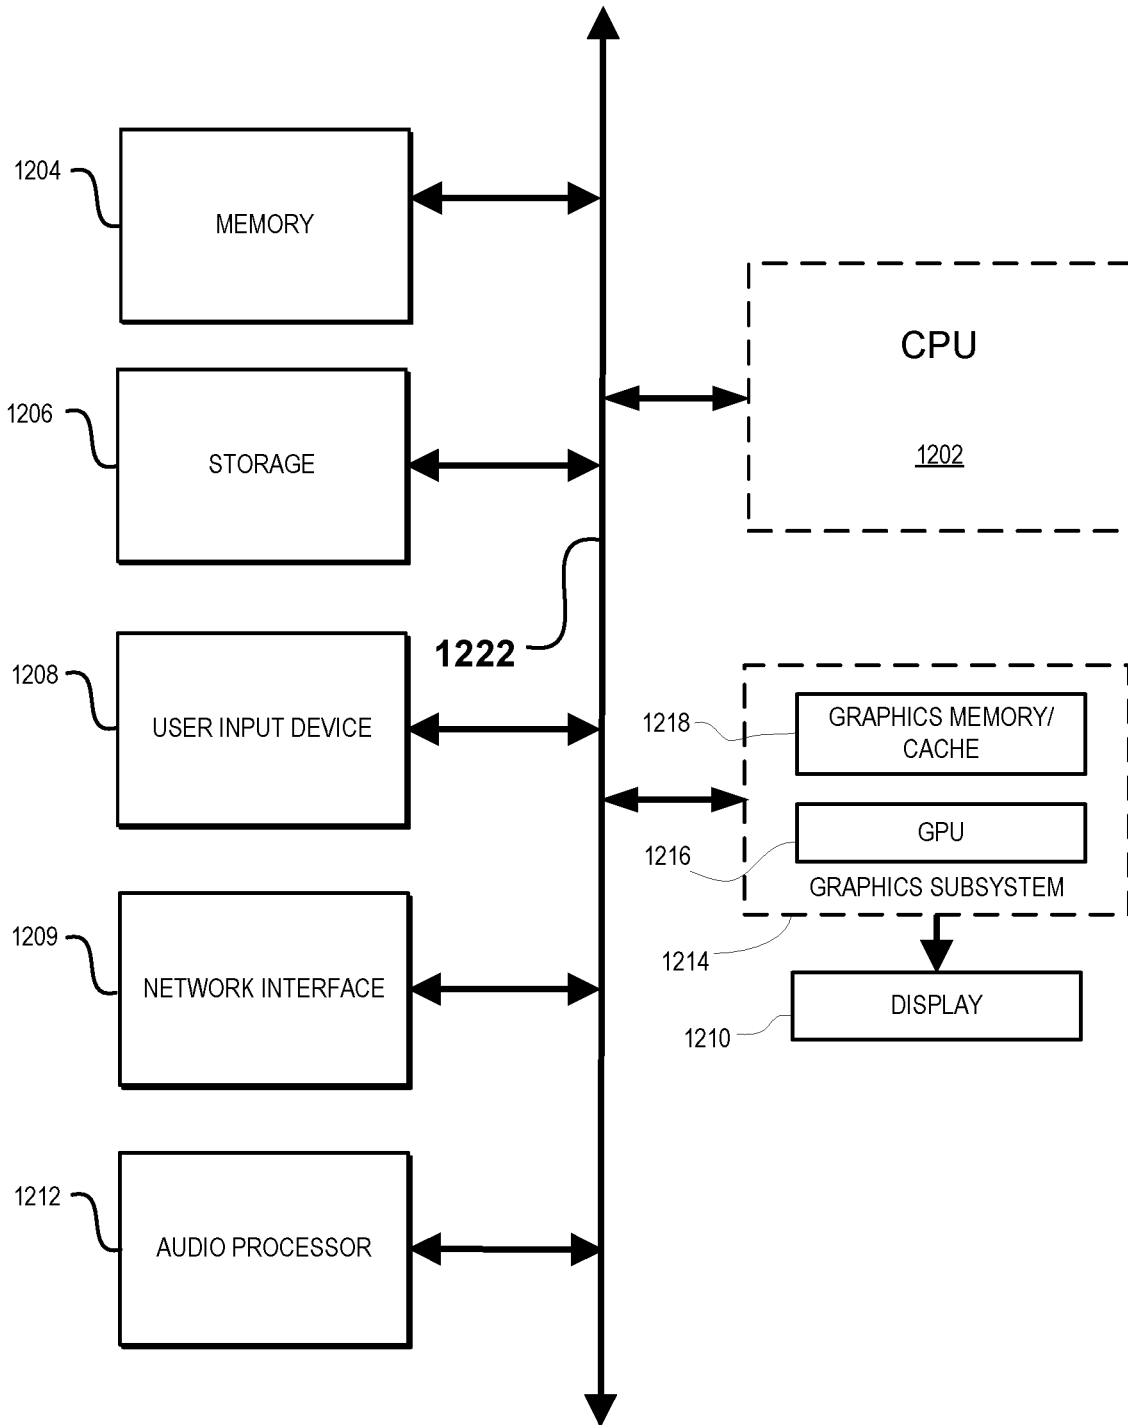 1204
MEMORY
1206
STORAGE
1208
USER INPUT DEVICE
1209
NETWORK INTERFACE
1212
AUDIO PROCESSOR
1222
CPU
1202
1218
GRAPHICS MEMORY/
CACHE
1216
GPU
GRAPHICS SUBSYSTEM
1214
1210
DISPLAY